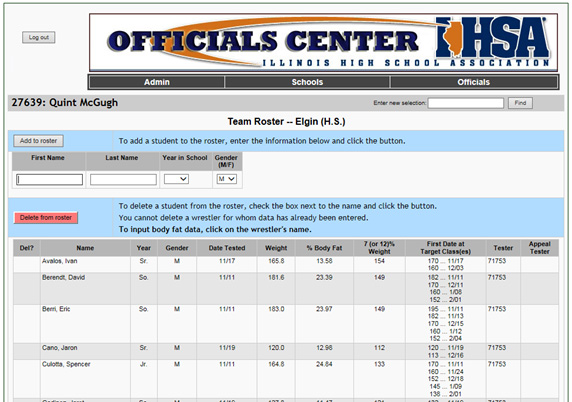 Log out
OFFICIALS CENTER IHSA
ILLINOIS HIGH SCHOOL ASSOCIATION
Admin Schools Officials
27639: Quint McGugh Enter new selection: Find
Team Roster -- Elgin (H.S.)
Add to roster To add a student to the roster, enter the information below and click the button.
First Name Last Name Year in School Gender (M/F)
M
To delete a student from the roster, check the box next to the name and click the button.
Delete from roster You cannot delete a wrestler for whom data has already been entered.
To input body fat data, click on the wrestler's name.
Del? Name Year Gender Date Tested Weight % Body Fat 7 (or 12)% Weight First Date at Target Class(es) Tester Appeal Tester
Avalos, Ivan Sr. M 11/17 165.8 13.58 154 170 ... 11/17 71753
160 ... 12/03
Berendt, David So. M 11/11 181.6 23.39 149 182 ... 11/11 71753
170 ... 12/11
160 ... 1/08
152 ... 2/01
Berri, Eric So. M 11/11 183.0 23.97 149 195 ... 11/11 71753
182 ... 11/13
170 ... 12/15
160 ... 1/12
152 ... 2/04
Cano, Jaron Sr. M 11/19 120.0 12.98 112 120 ... 11/19 71753
113 ... 12/16
Culotta, Spencer Jr. M 11/11 164.8 24.64 133 170 ... 11/11 71753
160 ... 11/24
152 ... 12/18
145 ... 1/09
138 ... 2/01